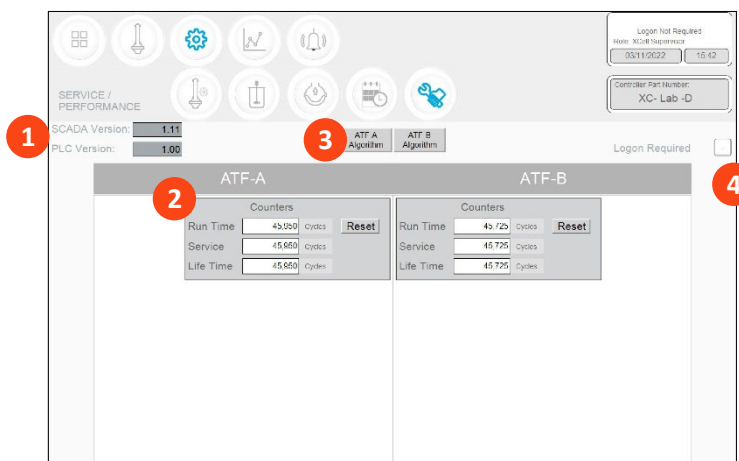 Logon Not Required
Role: XCell Supervisor
03/11/2022 15:42
Controller Part Number:
XC- Lab -D
SERVICE /
PERFORMANCE
1
SCADA Version: 1.11
PLC Version: 1.00
3
ATF A
Algorithm
ATF B
Algorithm
Logon Required
4
ATF-A
ATF-B
2
Counters
Run Time 45,950 Cycles Reset
Service 45,950 Cycles
Life Time 45,950 Cycles
Counters
Run Time 45,725 Cycles Reset
Service 45,725 Cycles
Life Time 45,725 Cycles